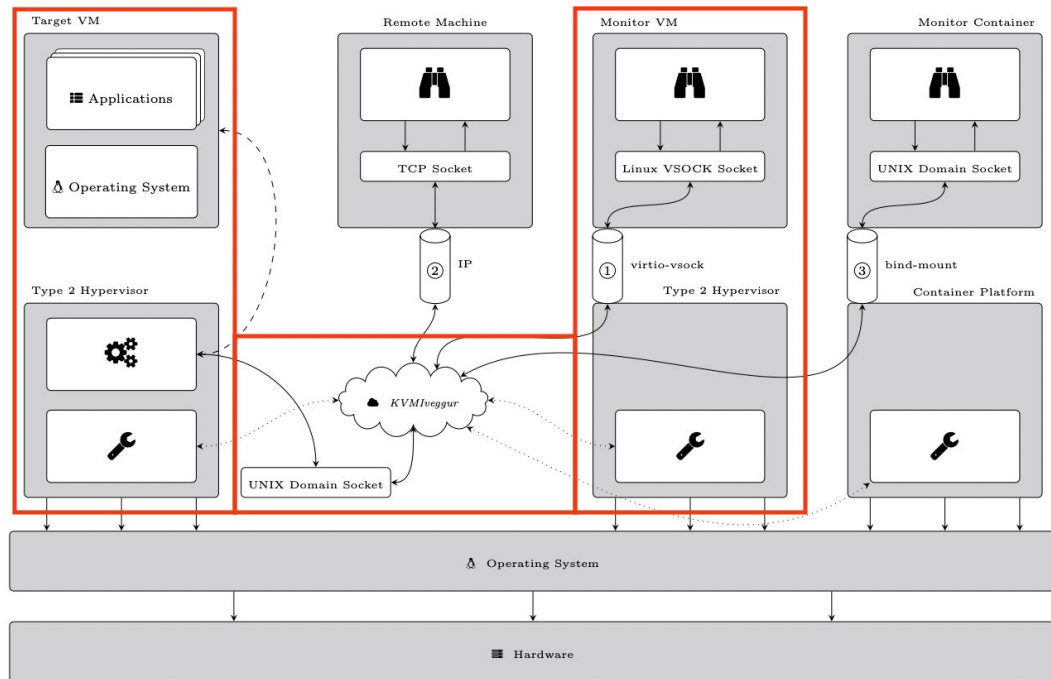 Target VM
Remote Machine
Monitor VM
Monitor Container
Applications
Operating System
TCP Socket
Linux VSOCK Socket
UNIX Domain Socket
② IP
① virtio-vsock
③ bind-mount
Type 2 Hypervisor
Type 2 Hypervisor
Container Platform
KVMIveggur
UNIX Domain Socket
Operating System
Hardware